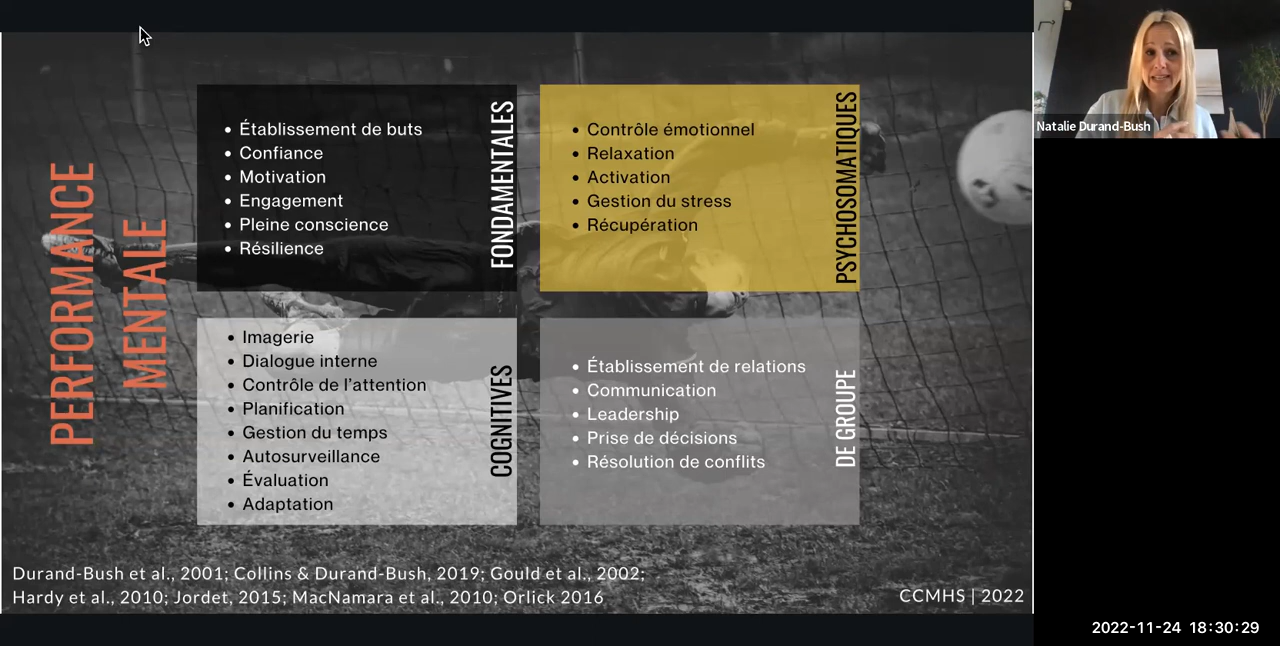 PERFORMANCE
MENTALE
• Établissement de buts
• Confiance
• Motivation
• Engagement
• Pleine conscience
• Résilience
FONDAMENTALES
• Contrôle émotionnel
• Relaxation
• Activation
• Gestion du stress
• Récupération
PSYCHOSOMATIQUES
• Imagerie
• Dialogue interne
• Contrôle de l'attention
• Planification
• Gestion du temps
• Autosurveillance
• Évaluation
• Adaptation
COGNITIVES
• Établissement de relations
• Communication
• Leadership
• Prise de décisions
• Résolution de conflits
DE GROUPE
Durand-Bush et al., 2001; Collins & Durand-Bush, 2019; Gould et al., 2002;
Hardy et al., 2010; Jordet, 2015; MacNamara et al., 2010; Orlick 2016
CCMHS | 2022
Natalie Durand-Bush
2022-11-24 18:30:29